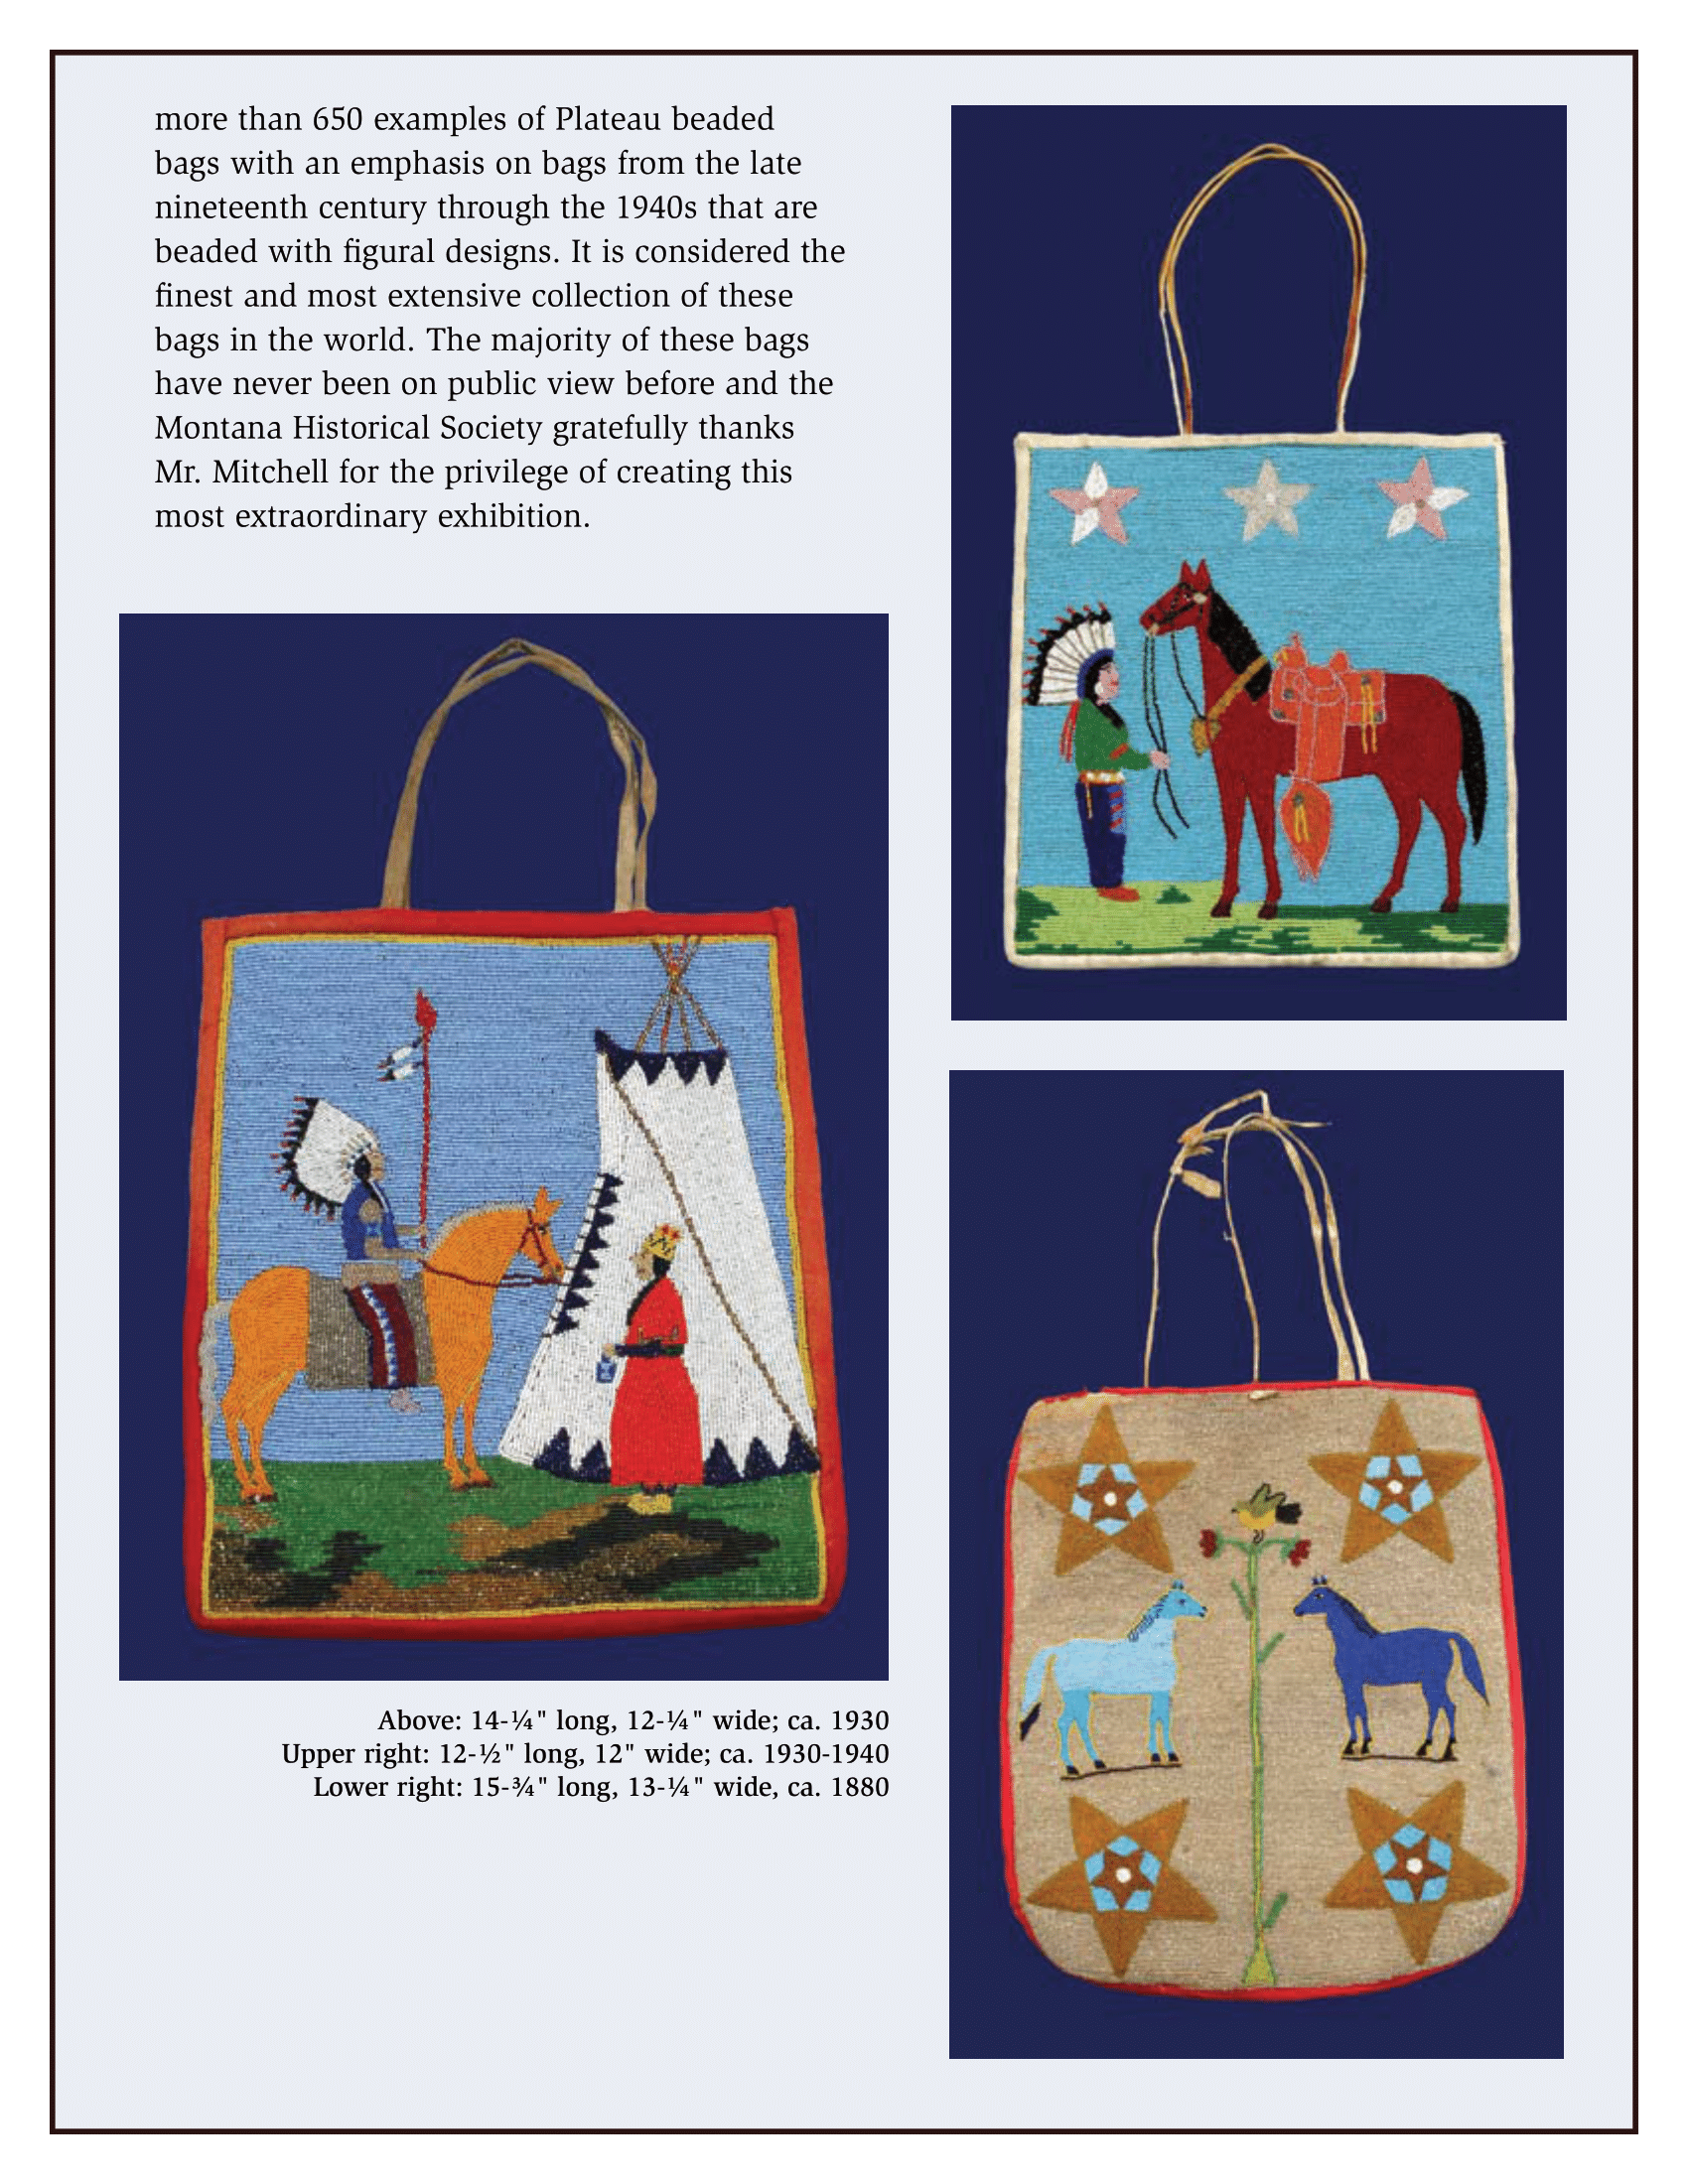 more than 650 examples of Plateau beaded
bags with an emphasis on bags from the late
nineteenth century through the 1940s that are
beaded with figural designs. It is considered the
finest and most extensive collection of these
bags in the world. The majority of these bags
have never been on public view before and the
Montana Historical Society gratefully thanks
Mr. Mitchell for the privilege of creating this
most extraordinary exhibition.
Above: 14-¼" long, 12-¼" wide; ca. 1930
Upper right: 12-½" long, 12" wide; ca. 1930-1940
Lower right: 15-¾" long, 13-¼" wide, ca. 1880